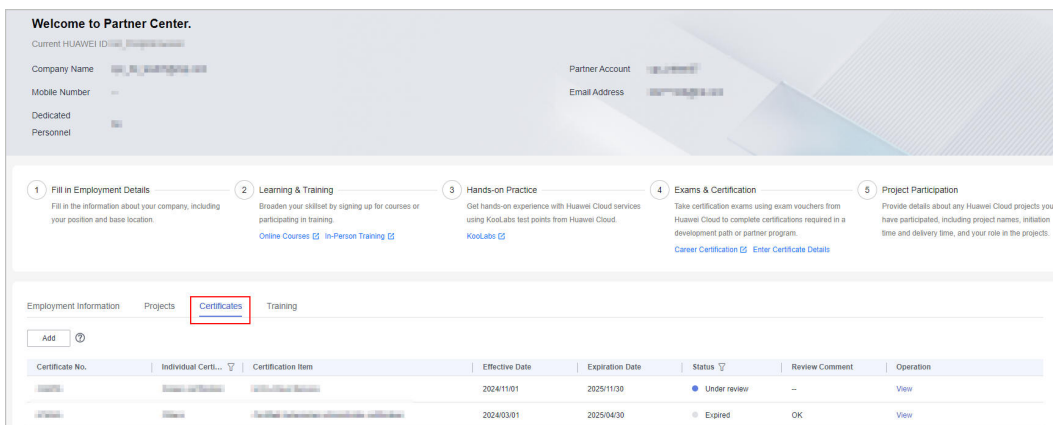 Welcome to Partner Center.
Current HUAWEI ID
Company Name
Partner Account
Mobile Number
Email Address
Dedicated
Personnel
1 Fill in Employment Details
Fill in the information about your company, including
your position and base location.
2 Learning & Training
Broaden your skillset by signing up for courses or
participating in training.
Online Courses In-Person Training
3 Hands-on Practice
Get hands-on experience with Huawei Cloud services
using KooLabs test points from Huawei Cloud.
KooLabs
4 Exams & Certification
Take certification exams using exam vouchers from
Huawei Cloud to complete certifications required in a
development path or partner program.
Career Certification Enter Certificate Details
5 Project Participation
Provide details about any Huawei Cloud projects you
have participated, including project names, initiation
time and delivery time, and your role in the projects.
Employment Information Projects Certificates Training
Add
Certificate No. Individual Certi... Certification Item Effective Date Expiration Date Status Review Comment Operation
2024/11/01 2025/11/30 Under review -- View
2024/03/01 2025/04/30 Expired OK View